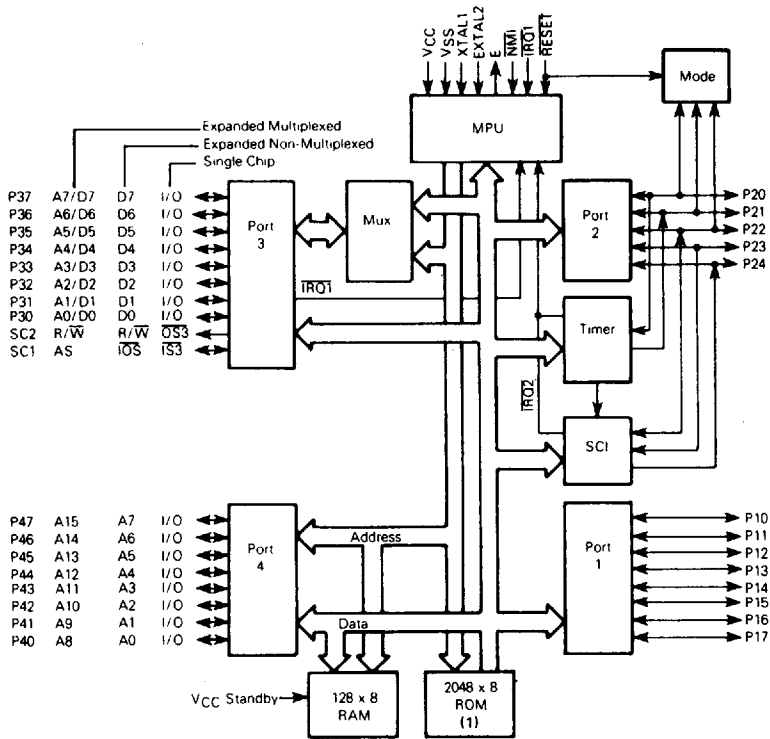 VCC VSS XTAL1 EXTAL2 E NMI IRQ1 RESET
Mode
MPU
Expanded Multiplexed
Expanded Non-Multiplexed
Single Chip
P37 A7/D7 D7 I/O
P36 A6/D6 D6 I/O
P35 A5/D5 D5 I/O
P34 A4/D4 D4 I/O
P33 A3/D3 D3 I/O
P32 A2/D2 D2 I/O
P31 A1/D1 D1 I/O
P30 A0/D0 D0 I/O
SC2 R/W R/W OS3
SC1 AS IOS IS3
Port
3
Mux
IRQ1
Port
2
P20
P21
P22
P23
P24
Timer
IRQ2
SCI
P47 A15 A7 I/O
P46 A14 A6 I/O
P45 A13 A5 I/O
P44 A12 A4 I/O
P43 A11 A3 I/O
P42 A10 A2 I/O
P41 A9 A1 I/O
P40 A8 A0 I/O
Port
4
Address
Data
Port
1
P10
P11
P12
P13
P14
P15
P16
P17
VCC Standby
128 x 8
RAM
2048 x 8
ROM
(1)